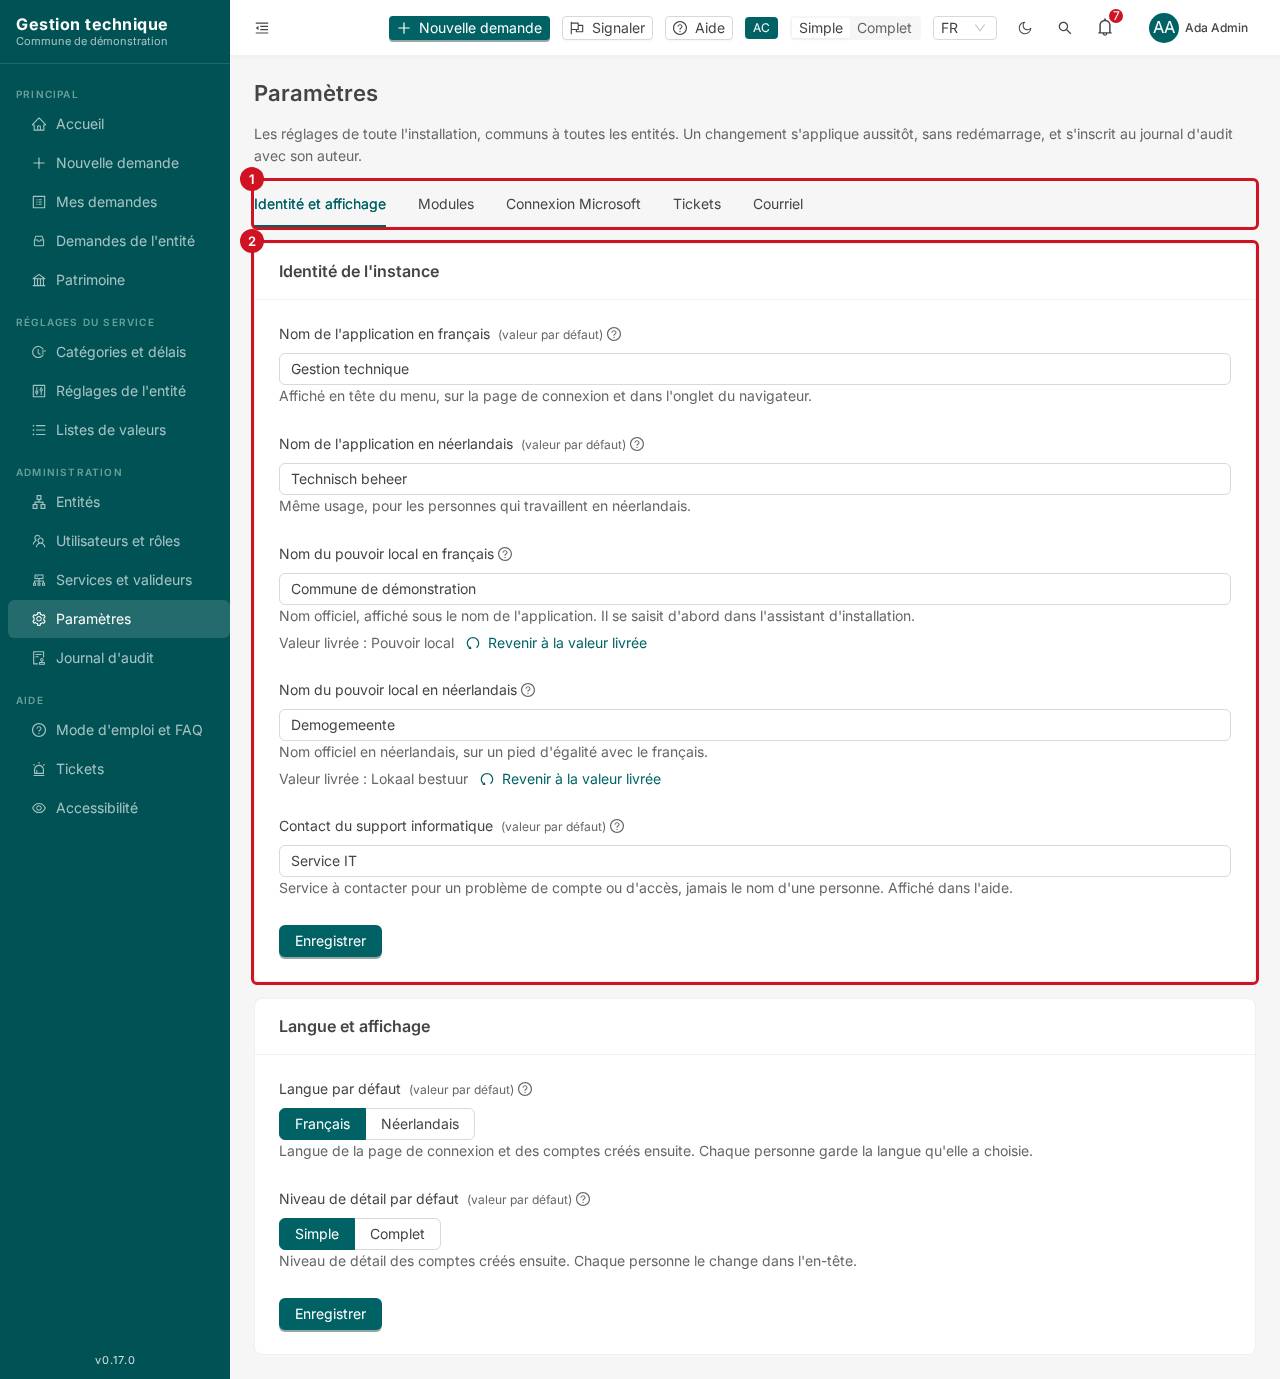 Gestion technique
Commune de démonstration
PRINCIPAL
Accueil
Nouvelle demande
Mes demandes
Demandes de l'entité
Patrimoine
RÉGLAGES DU SERVICE
Catégories et délais
Réglages de l'entité
Listes de valeurs
ADMINISTRATION
Entités
Utilisateurs et rôles
Services et valideurs
Paramètres
Journal d'audit
AIDE
Mode d'emploi et FAQ
Tickets
Accessibilité
v0.17.0
Nouvelle demande
Signaler
Aide
AC
Simple Complet
FR
7
AA Ada Admin
Paramètres
Les réglages de toute l'installation, communs à toutes les entités. Un changement s'applique aussitôt, sans redémarrage, et s'inscrit au journal d'audit
avec son auteur.
1
Identité et affichage Modules Connexion Microsoft Tickets Courriel
2
Identité de l'instance
Nom de l'application en français (valeur par défaut)
Gestion technique
Affiché en tête du menu, sur la page de connexion et dans l'onglet du navigateur.
Nom de l'application en néerlandais (valeur par défaut)
Technisch beheer
Même usage, pour les personnes qui travaillent en néerlandais.
Nom du pouvoir local en français
Commune de démonstration
Nom officiel, affiché sous le nom de l'application. Il se saisit d'abord dans l'assistant d'installation.
Valeur livrée : Pouvoir local Revenir à la valeur livrée
Nom du pouvoir local en néerlandais
Demogemeente
Nom officiel en néerlandais, sur un pied d'égalité avec le français.
Valeur livrée : Lokaal bestuur Revenir à la valeur livrée
Contact du support informatique (valeur par défaut)
Service IT
Service à contacter pour un problème de compte ou d'accès, jamais le nom d'une personne. Affiché dans l'aide.
Enregistrer
Langue et affichage
Langue par défaut (valeur par défaut)
Français Néerlandais
Langue de la page de connexion et des comptes créés ensuite. Chaque personne garde la langue qu'elle a choisie.
Niveau de détail par défaut (valeur par défaut)
Simple Complet
Niveau de détail des comptes créés ensuite. Chaque personne le change dans l'en-tête.
Enregistrer